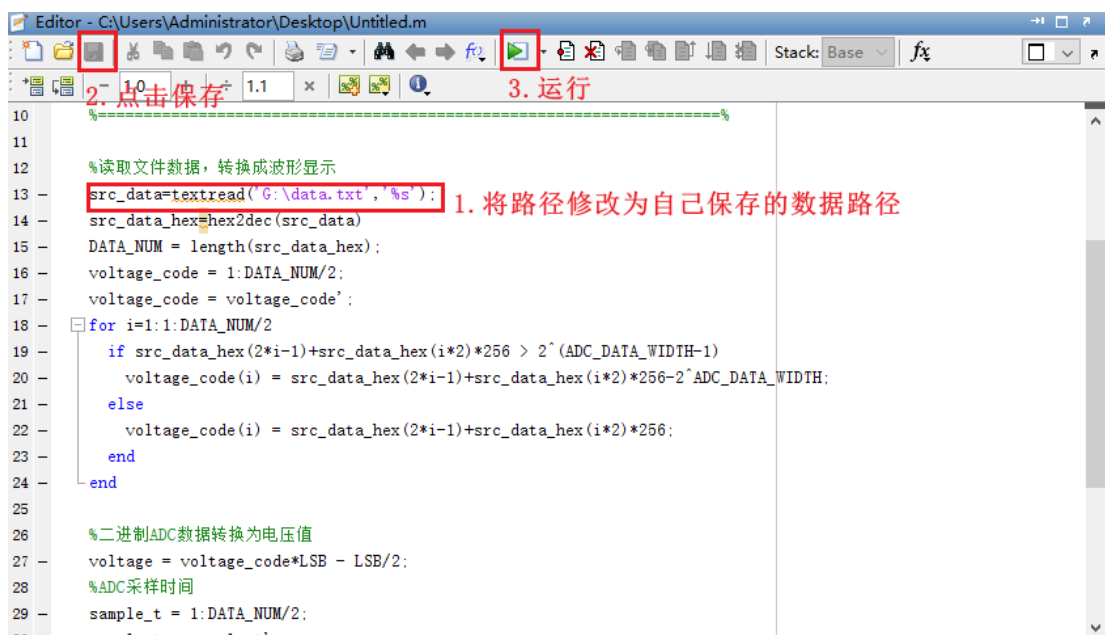 Editor - C:\Users\Administrator\Desktop\Untitled.m
Stack: Base fx
1.0 ÷ 1.1 ×
2. 点击保存
3. 运行
10 %====================================================================%
11
12 %读取文件数据，转换成波形显示
13 – src_data=textread('G:\data.txt','%s');
1.将路径修改为自己保存的数据路径
14 – src_data_hex=hex2dec(src_data)
15 – DATA_NUM = length(src_data_hex);
16 – voltage_code = 1:DATA_NUM/2;
17 – voltage_code = voltage_code';
18 – for i=1:1:DATA_NUM/2
19 – if src_data_hex(2*i-1)+src_data_hex(i*2)*256 > 2^(ADC_DATA_WIDTH-1)
20 – voltage_code(i) = src_data_hex(2*i-1)+src_data_hex(i*2)*256-2^ADC_DATA_WIDTH;
21 – else
22 – voltage_code(i) = src_data_hex(2*i-1)+src_data_hex(i*2)*256;
23 – end
24 – end
25
26 %二进制ADC数据转换为电压值
27 – voltage = voltage_code*LSB - LSB/2;
28 %ADC采样时间
29 – sample_t = 1:DATA_NUM/2;